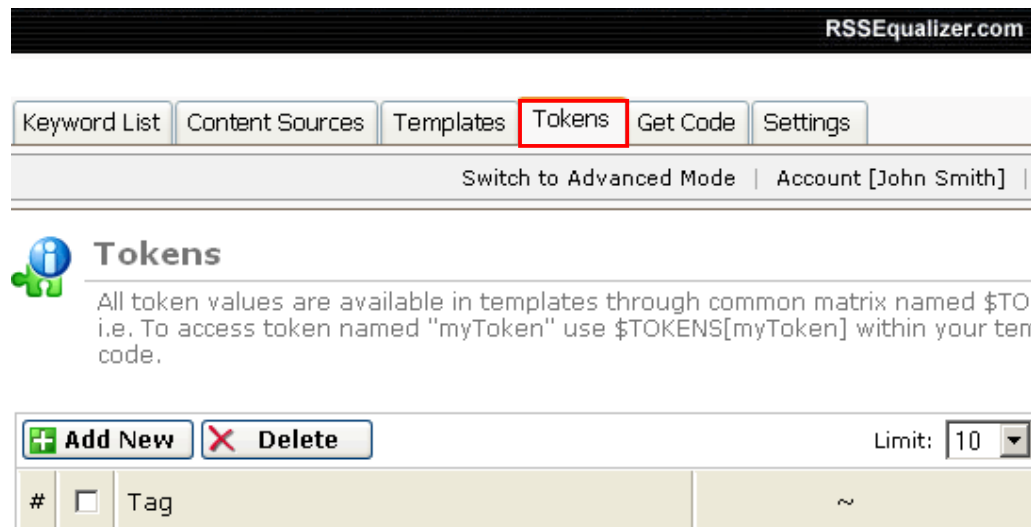 RSSEqualizer.com
Keyword List Content Sources Templates Tokens Get Code Settings
Switch to Advanced Mode | Account [John Smith] |
Tokens
All token values are available in templates through common matrix named $TO
i.e. To access token named "myToken" use $TOKENS[myToken] within your ten
code.
Add New Delete Limit: 10
# Tag ~